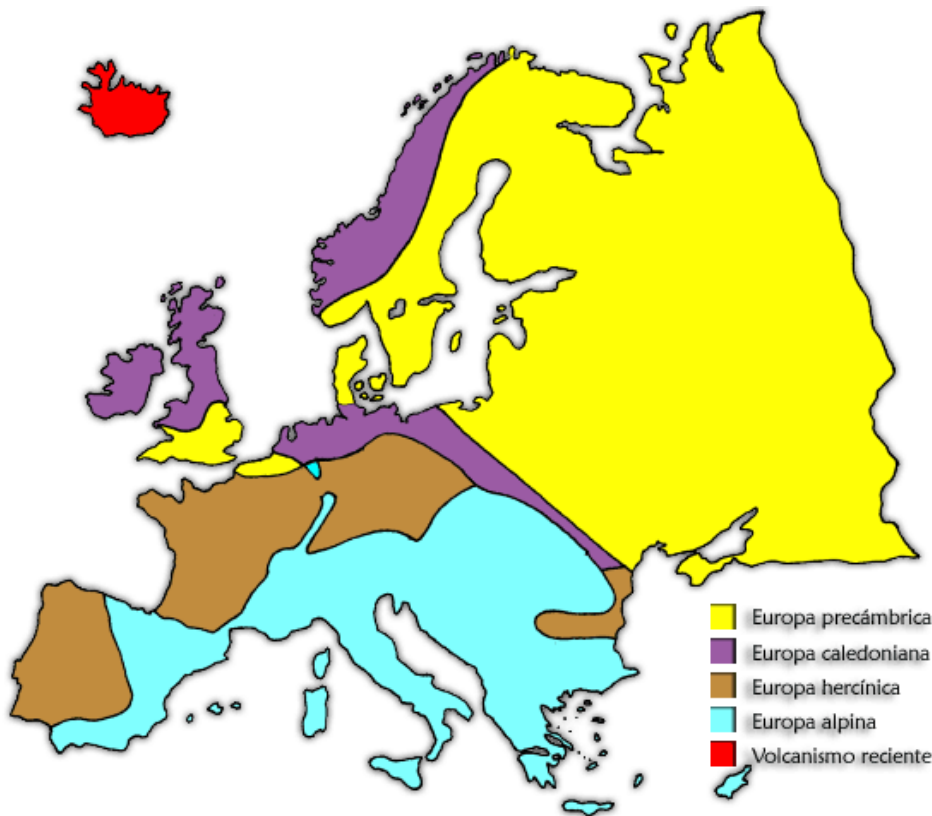 Europa precámbrica
Europa caledoniana
Europa hercínica
Europa alpina
Volcanismo reciente